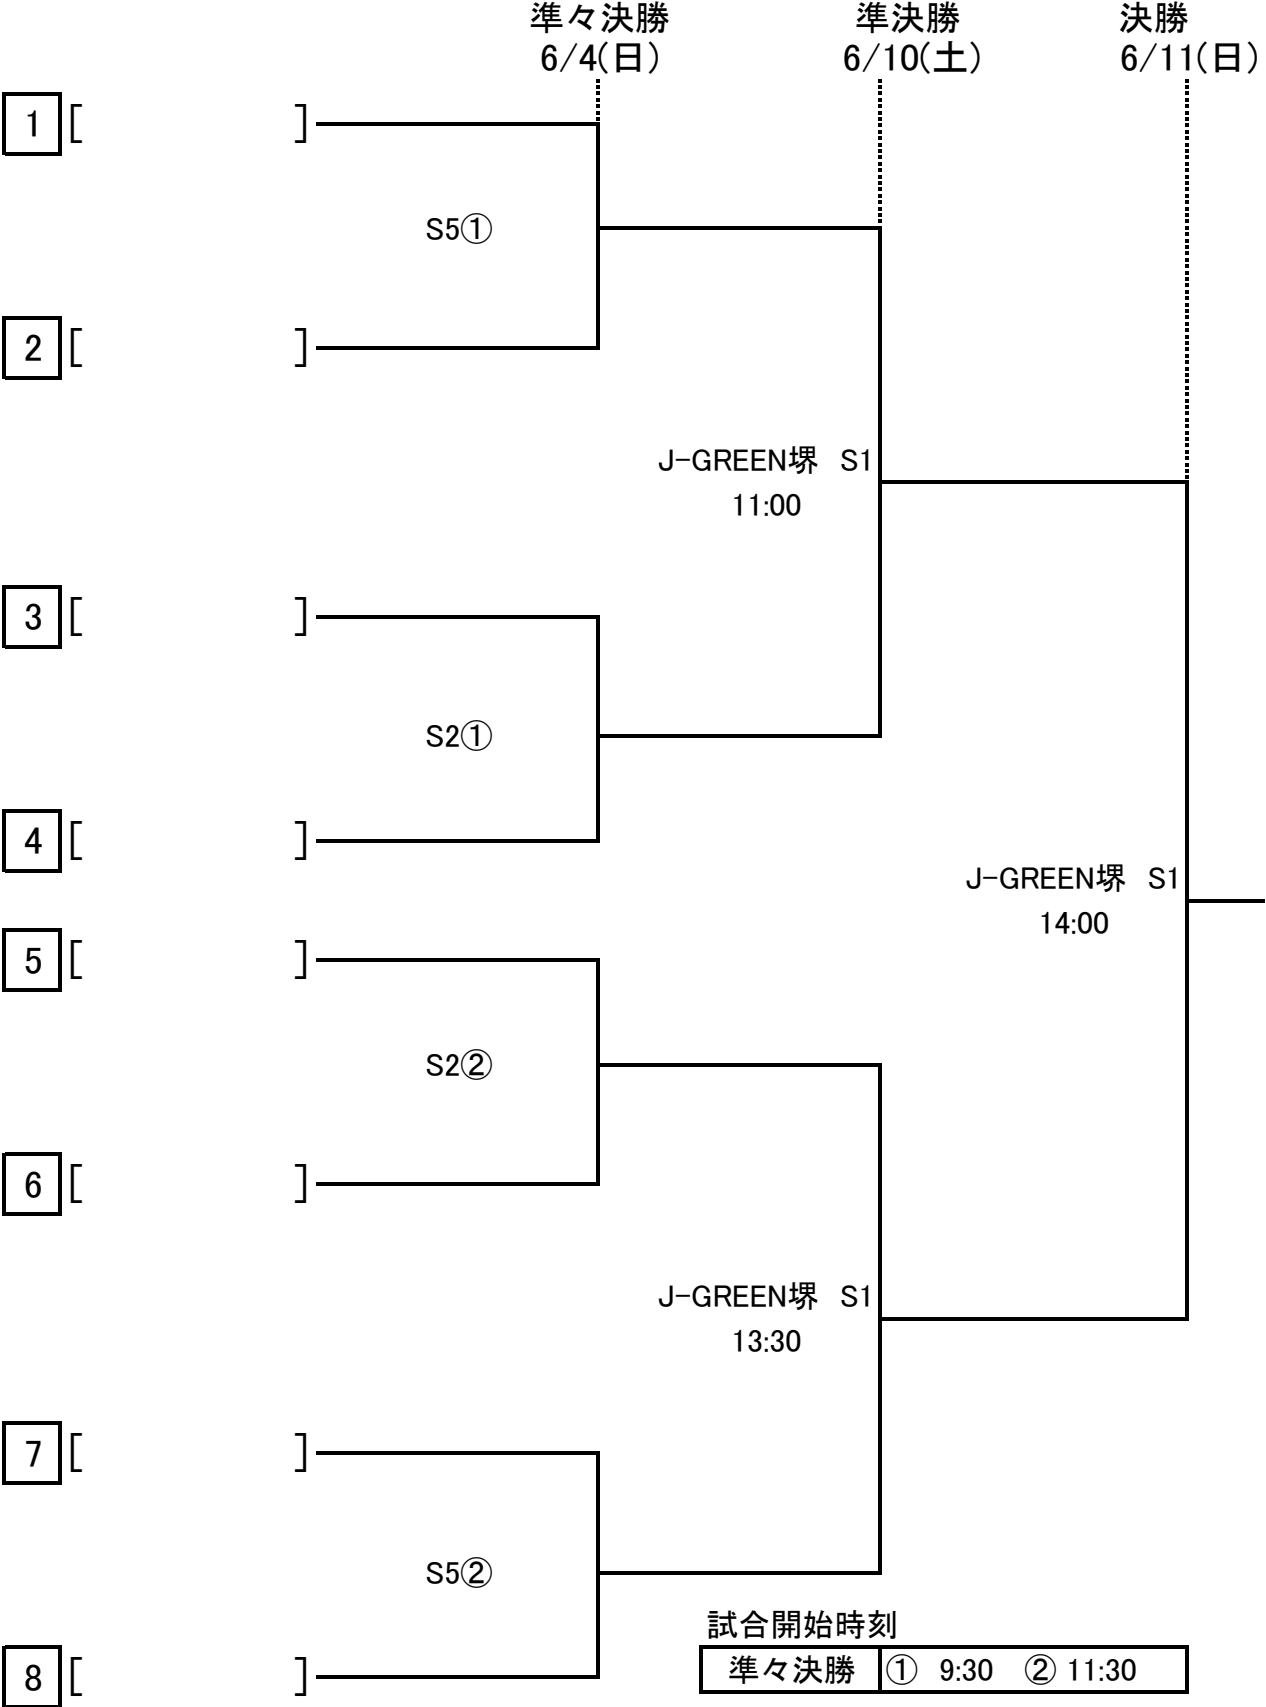 準々決勝 準決勝 決勝
6/4(日) 6/10(土) 6/11(日)
1 [ ]
S5①
2 [ ]
J-GREEN堺 S1
11:00
3 [ ]
S2①
4 [ ]
J-GREEN堺 S1
14:00
5 [ ]
S2②
6 [ ]
J-GREEN堺 S1
13:30
7 [ ]
S5②
試合開始時刻
準々決勝 ① 9:30 ② 11:30
8 [ ]